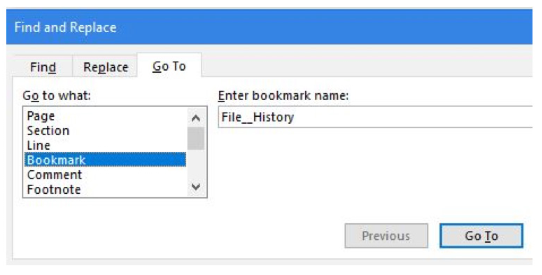 Find and Replace
Find Replace Go To
Go to what: Enter bookmark name:
Page File__History
Section
Line
Bookmark
Comment
Footnote
Previous Go To